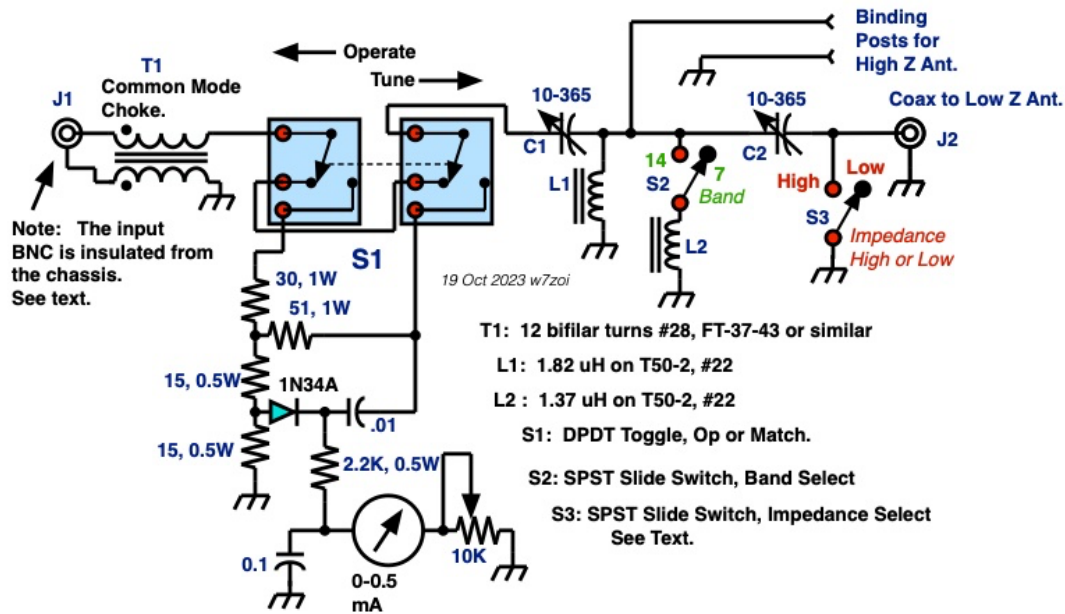 Operate
Tune
T1
Common Mode
Choke.
J1
Binding
Posts for
High Z Ant.
10-365
C1
10-365
C2
Coax to Low Z Ant.
J2
14
7
S2
Band
L1
L2
High
Low
S3
Impedance
High or Low
Note: The input
BNC is insulated from
the chassis.
See text.
S1
19 Oct 2023 w7zoi
30, 1W
51, 1W
15, 0.5W
1N34A
.01
15, 0.5W
2.2K, 0.5W
0.1
0-0.5
mA
10K
T1: 12 bifilar turns #28, FT-37-43 or similar
L1: 1.82 uH on T50-2, #22
L2 : 1.37 uH on T50-2, #22
S1: DPDT Toggle, Op or Match.
S2: SPST Slide Switch, Band Select
S3: SPST Slide Switch, Impedance Select
See Text.